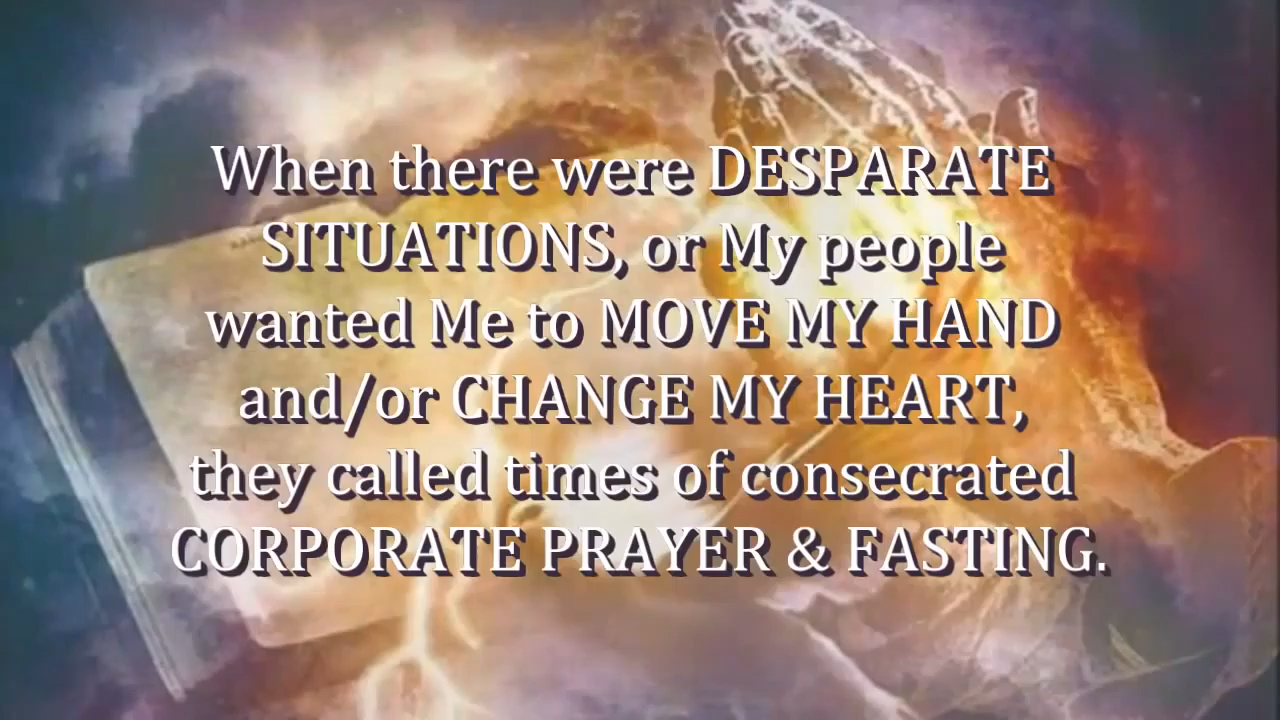 When there were DESPARATE
SITUATIONS, or My people
wanted Me to MOVE MY HAND
and/or CHANGE MY HEART,
they called times of consecrated
CORPORATE PRAYER & FASTING.